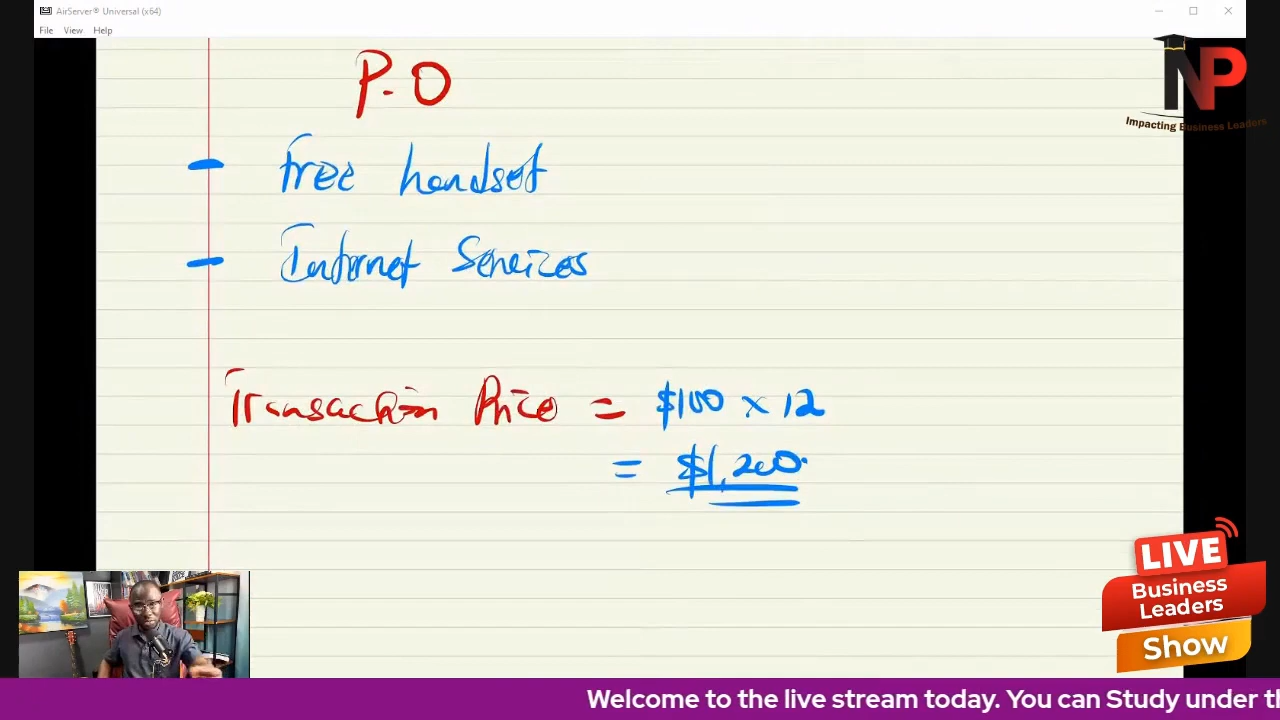 AirServer® Universal (x64)
File View Help
NP
Impacting Business Leaders
P.O
- Free handset
- Internet Services
Transaction Price = $100 x 12
= $1,200.
LIVE
Business
Leaders
Show
Welcome to the live stream today. You can Study under th